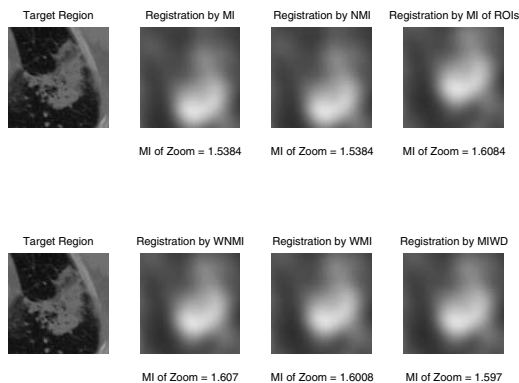 Target Region Registration by MI Registration by NMI Registration by MI of ROIs
MI of Zoom = 1.5384 MI of Zoom = 1.5384 MI of Zoom = 1.6084
Target Region Registration by WNMI Registration by WMI Registration by MIWD
MI of Zoom = 1.607 MI of Zoom = 1.6008 MI of Zoom = 1.597